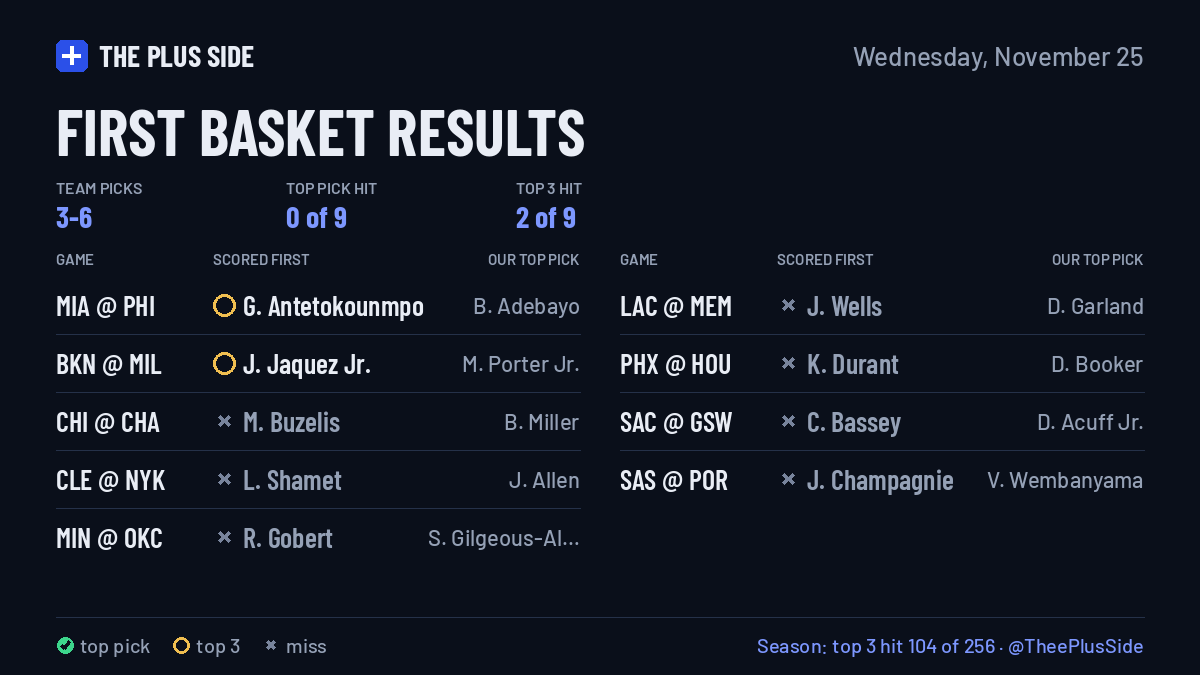 THE PLUS SIDE
Wednesday, November 25
FIRST BASKET RESULTS
TEAM PICKS TOP PICK HIT TOP 3 HIT
3-6 0 of 9 2 of 9
GAME SCORED FIRST OUR TOP PICK
MIA @ PHI G. Antetokounmpo B. Adebayo
BKN @ MIL J. Jaquez Jr. M. Porter Jr.
CHI @ CHA M. Buzelis B. Miller
CLE @ NYK L. Shamet J. Allen
MIN @ OKC R. Gobert S. Gilgeous-Al...
GAME SCORED FIRST OUR TOP PICK
LAC @ MEM J. Wells D. Garland
PHX @ HOU K. Durant D. Booker
SAC @ GSW C. Bassey D. Acuff Jr.
SAS @ POR J. Champagnie V. Wembanyama
top pick top 3 miss
Season: top 3 hit 104 of 256 · @TheePlusSide